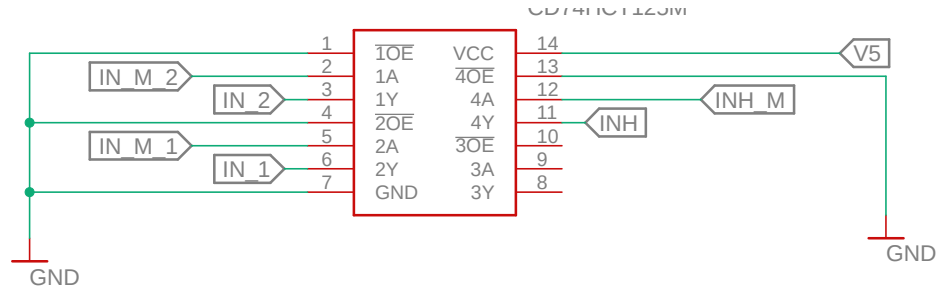 CD74HCT125M
1 1OE VCC 14 V5
IN_M_2 2 1A 4OE 13
IN_2 3 1Y 4A 12 INH_M
4 2OE 4Y 11 INH
IN_M_1 5 2A 3OE 10
IN_1 6 2Y 3A 9
7 GND 3Y 8
GND
GND